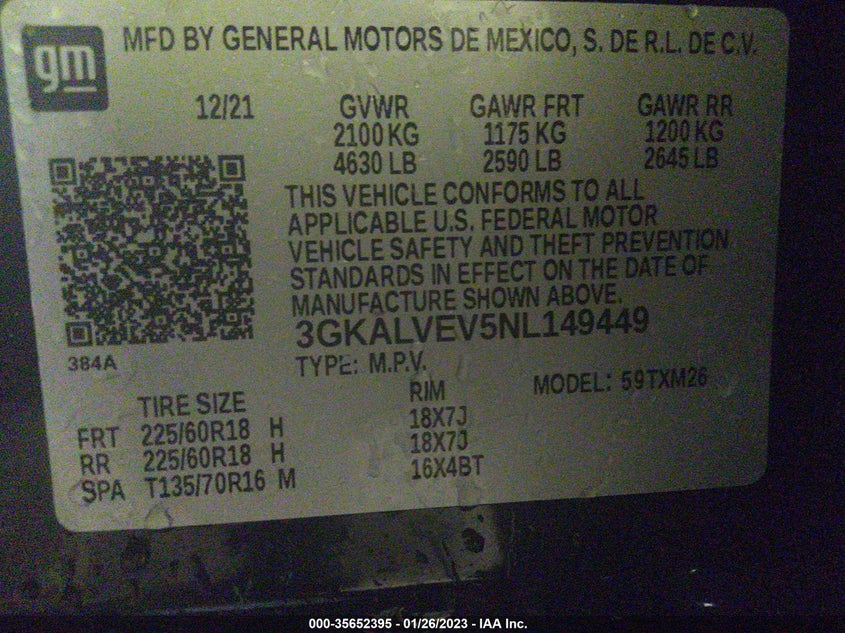 gm MFD BY GENERAL MOTORS DE MEXICO, S. DE R.L. DE C.V.
12/21 GVWR GAWR FRT GAWR RR
2100 KG 1175 KG 1200 KG
4630 LB 2590 LB 2645 LB
THIS VEHICLE CONFORMS TO ALL
APPLICABLE U.S. FEDERAL MOTOR
VEHICLE SAFETY AND THEFT PREVENTION
STANDARDS IN EFFECT ON THE DATE OF
MANUFACTURE SHOWN ABOVE.
3GKALVEV5NL149449
384A
TYPE: M.P.V. MODEL: 59TXM26
TIRE SIZE RIM
FRT 225/60R18 H 18X7J
RR 225/60R18 H 18X7J
SPA T135/70R16 M 16X4BT
000-35652395 - 01/26/2023 - IAA Inc.